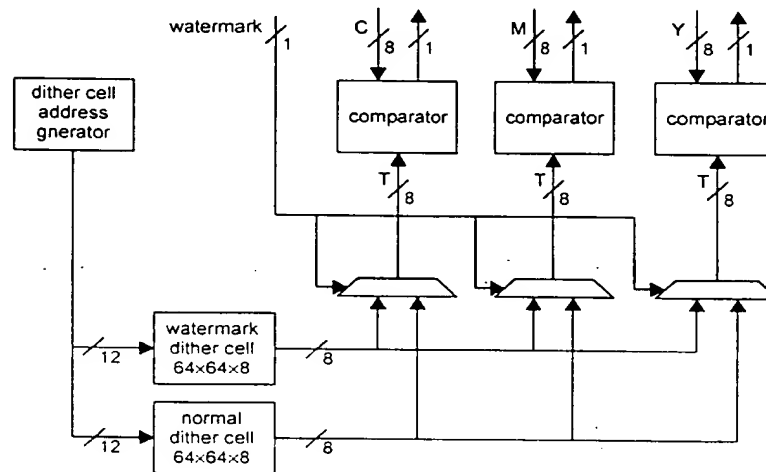 watermark
1
C
8
1
M
8
1
Y
8
1
dither cell
address
gnerator
comparator
comparator
comparator
T
8
T
8
T
8
watermark
dither cell
64×64×8
12
8
normal
dither cell
64×64×8
12
8